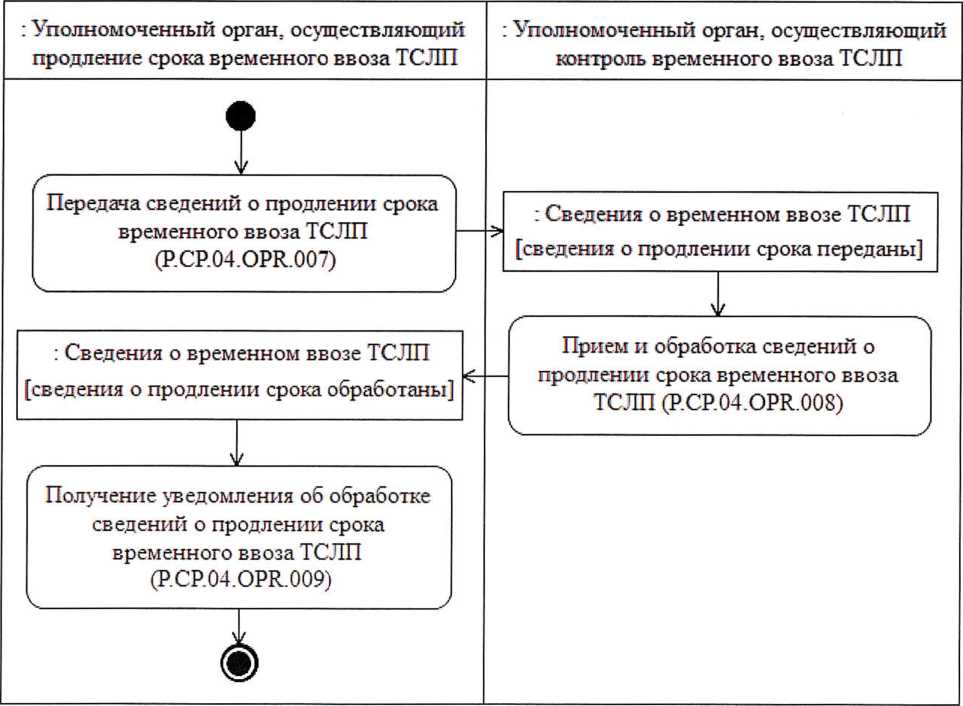 : Уполномоченный орган, осуществляющий
продление срока временного ввоза ТСЛП
: Уполномоченный орган, осуществляющий
контроль временного ввоза ТСЛП
Передача сведений о продлении срока
временного ввоза ТСЛП
(P.CP.04.OPR.007)
: Сведения о временном ввозе ТСЛП
[сведения о продлении срока переданы]
Прием и обработка сведений о
продлении срока временного ввоза
ТСЛП (P.CP.04.OPR.008)
: Сведения о временном ввозе ТСЛП
[сведения о продлении срока обработаны]
Получение уведомления об обработке
сведений о продлении срока
временного ввоза ТСЛП
(P.CP.04.OPR.009)